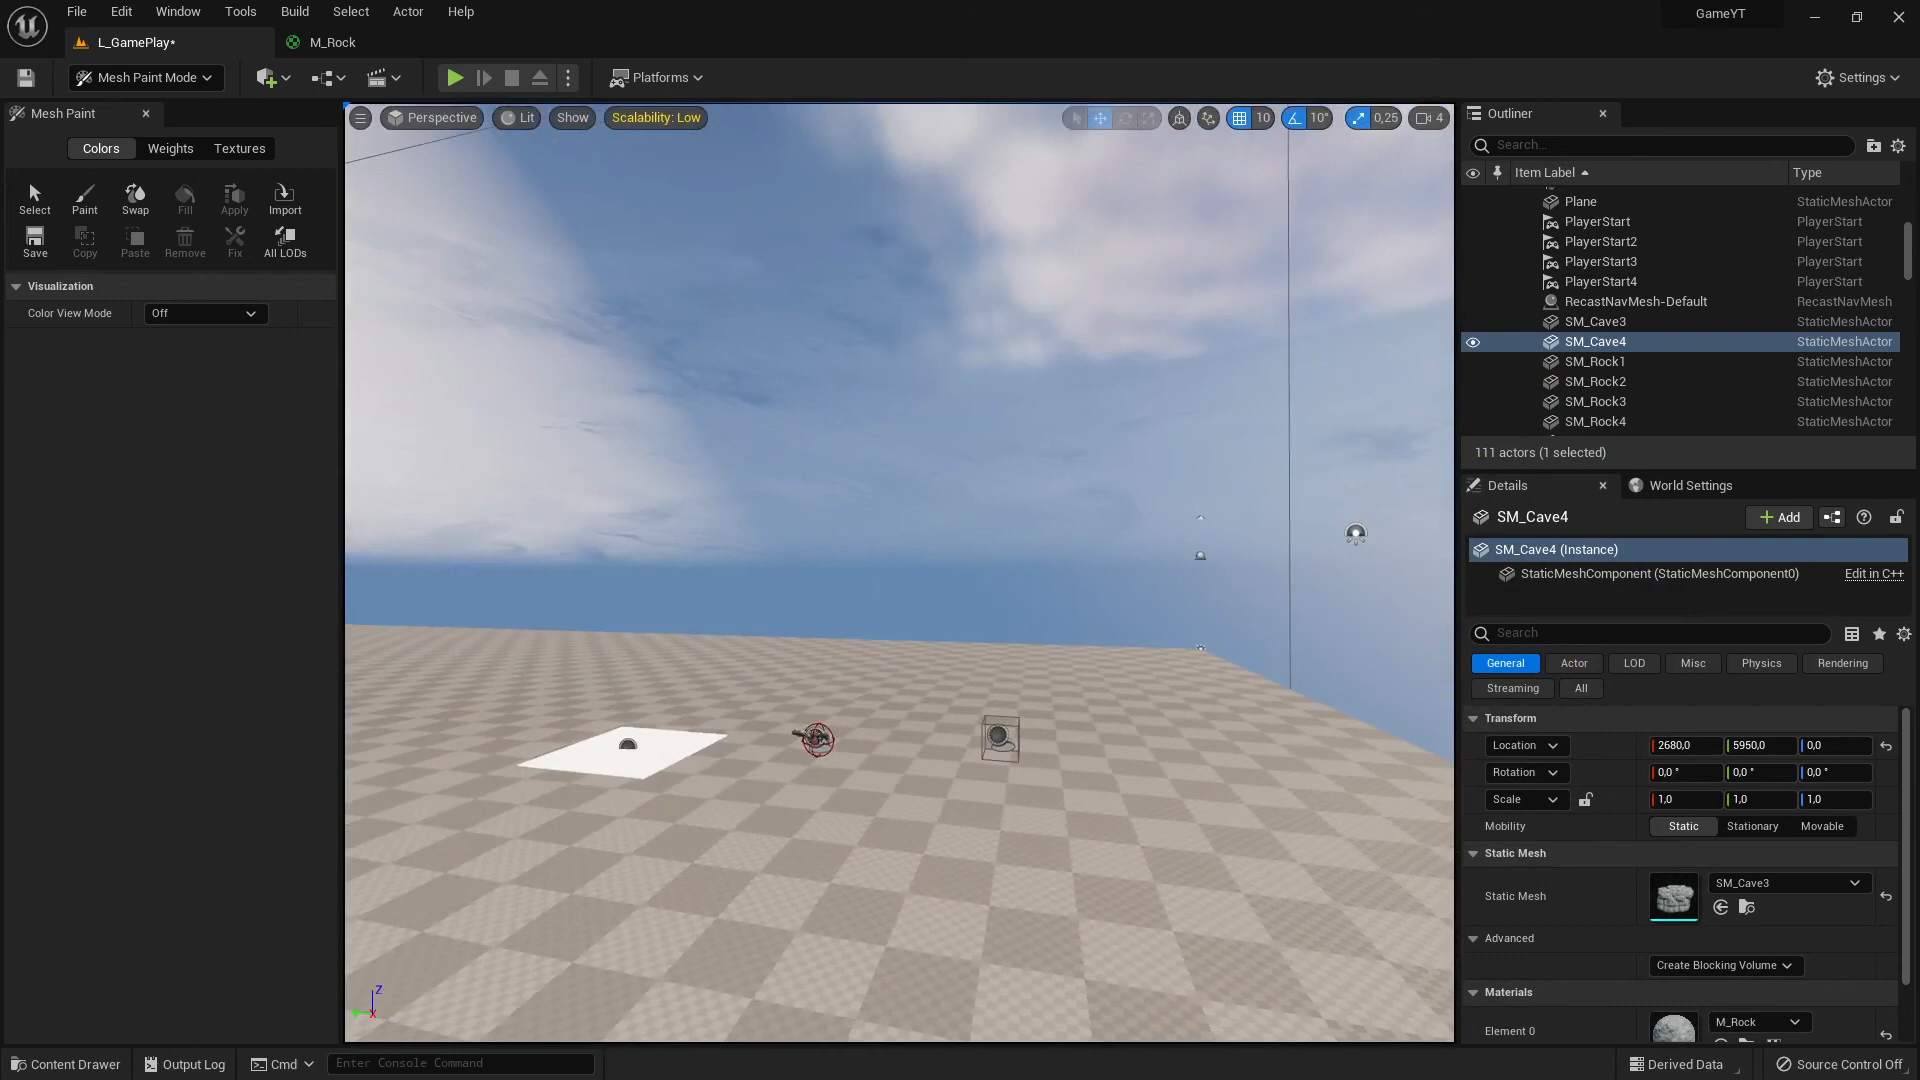 File Edit Window Tools Build Select Actor Help
GameYT
L_GamePlay*
M_Rock
Mesh Paint Mode
Platforms
Settings
Mesh Paint
Colors Weights Textures
Select Paint Swap Fill Apply Import
Save Copy Paste Remove Fix All LODs
Visualization
Color View Mode Off
Perspective Lit Show Scalability: Low
10 10° 0,25 4
Z
X
Outliner
Search...
Item Label Type
Plane StaticMeshActor
PlayerStart PlayerStart
PlayerStart2 PlayerStart
PlayerStart3 PlayerStart
PlayerStart4 PlayerStart
RecastNavMesh-Default RecastNavMesh
SM_Cave3 StaticMeshActor
SM_Cave4 StaticMeshActor
SM_Rock1 StaticMeshActor
SM_Rock2 StaticMeshActor
SM_Rock3 StaticMeshActor
SM_Rock4 StaticMeshActor
111 actors (1 selected)
Details World Settings
SM_Cave4
+ Add
SM_Cave4 (Instance)
StaticMeshComponent (StaticMeshComponent0) Edit in C++
Search
General Actor LOD Misc Physics Rendering
Streaming All
Transform
Location 2680,0 5950,0 0,0
Rotation 0,0 ° 0,0 ° 0,0 °
Scale 1,0 1,0 1,0
Mobility Static Stationary Movable
Static Mesh
Static Mesh SM_Cave3
Advanced
Create Blocking Volume
Materials
Element 0 M_Rock
Content Drawer Output Log Cmd Enter Console Command
Derived Data Source Control Off